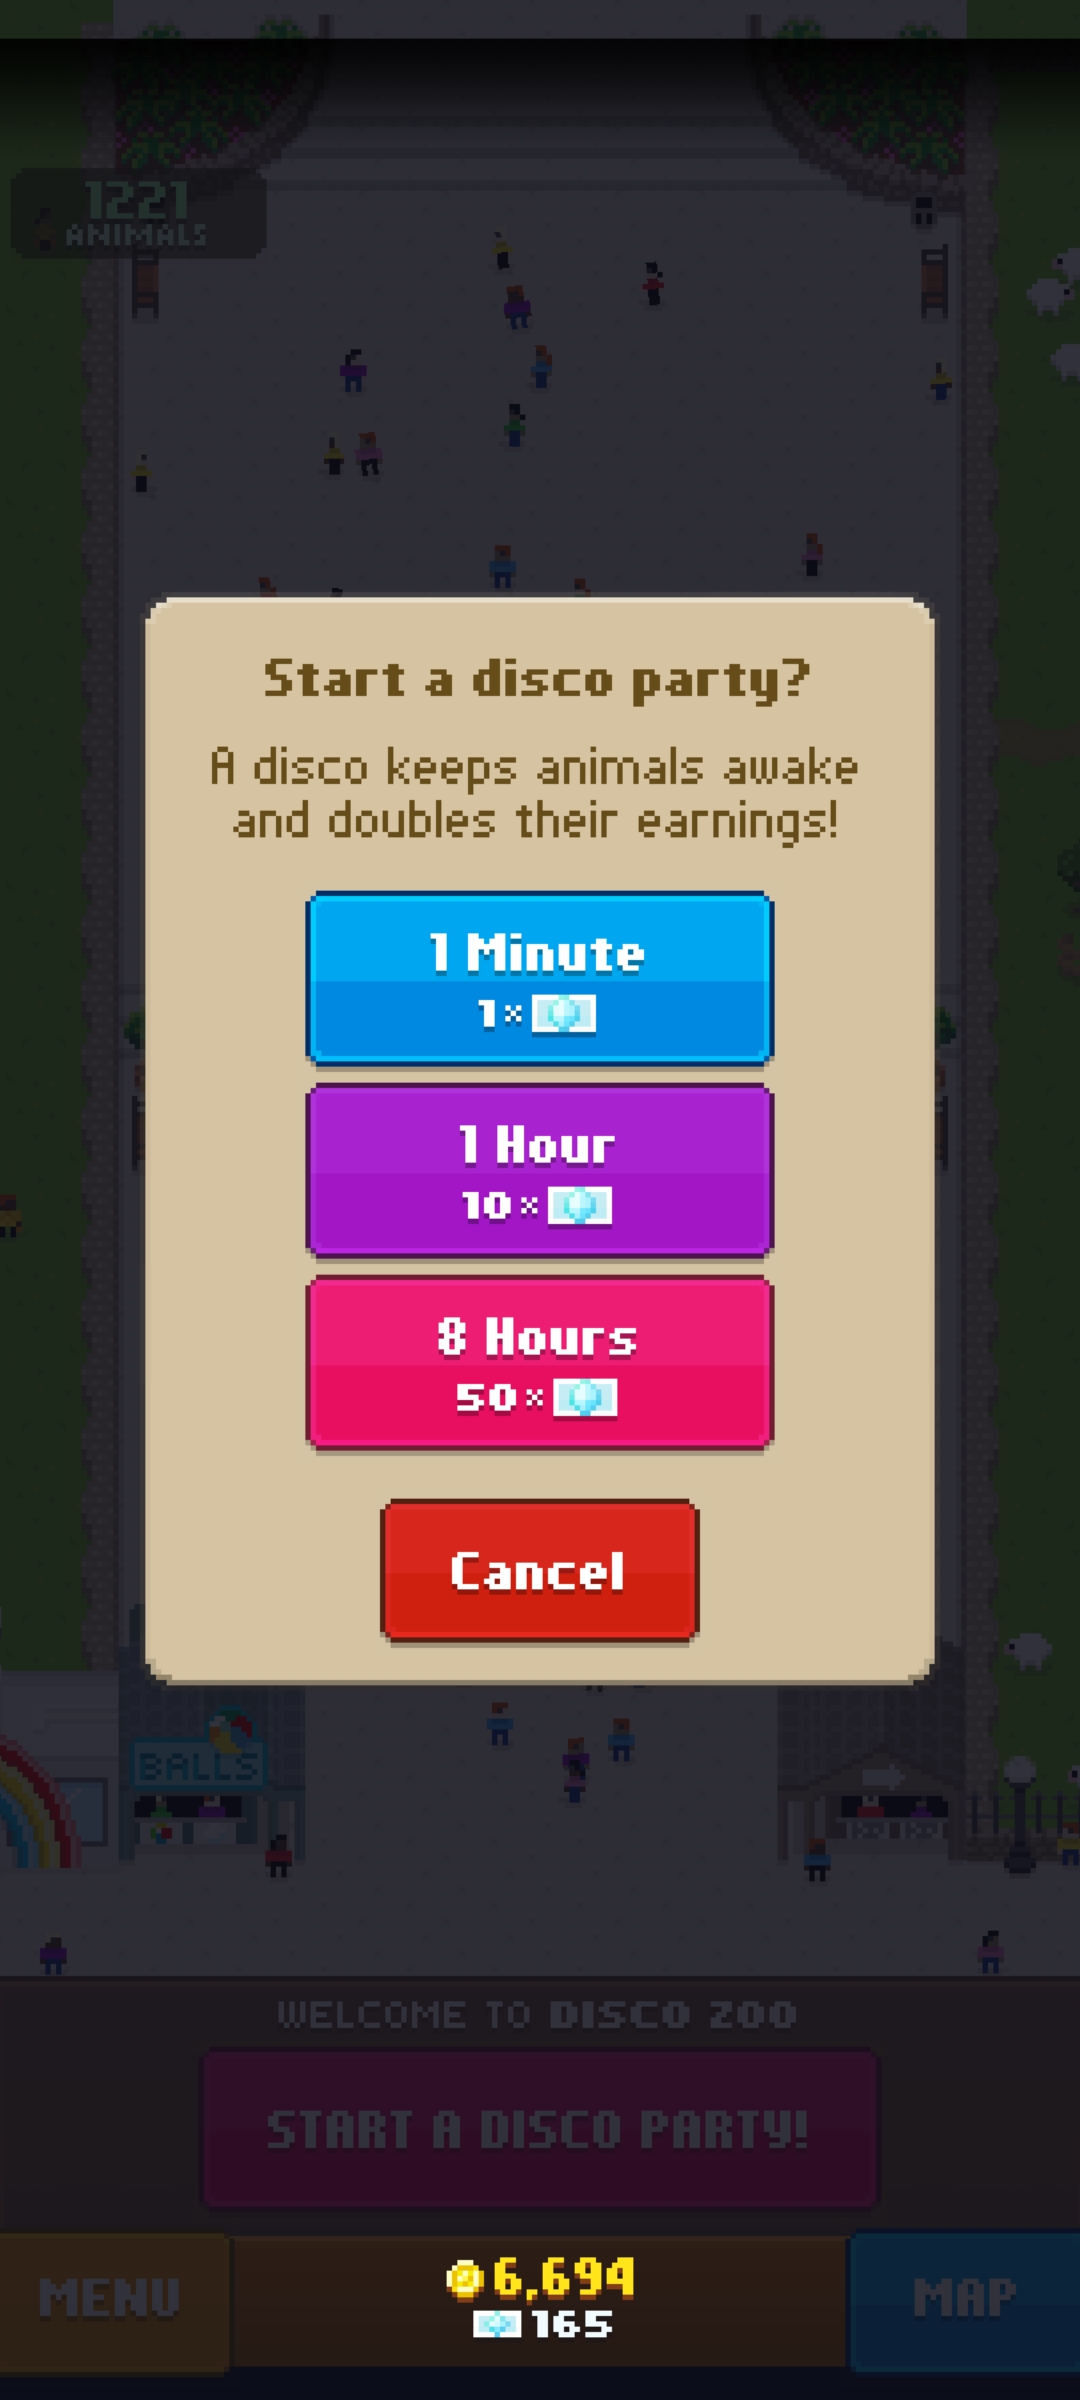 1221
ANIMALS
Start a disco party?
A disco keeps animals awake
and doubles their earnings!
1 Minute
1×
1 Hour
10×
8 Hours
50×
Cancel
BALLS
WELCOME TO DISCO ZOO
START A DISCO PARTY!
MENU
6,694
165
MAP